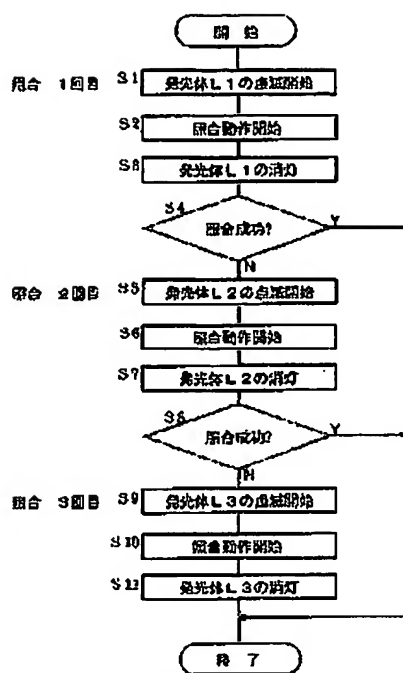 開 始
照合 1回目
S1
発光体L1の点滅開始
S2
照合動作開始
S3
発光体L1の消灯
S4
照合成功?
Y
N
照合 2回目
S5
発光体L2の点滅開始
S6
照合動作開始
S7
発光体L2の消灯
S8
照合成功?
Y
N
照合 3回目
S9
発光体L3の点滅開始
S10
照合動作開始
S11
発光体L3の消灯
終 了